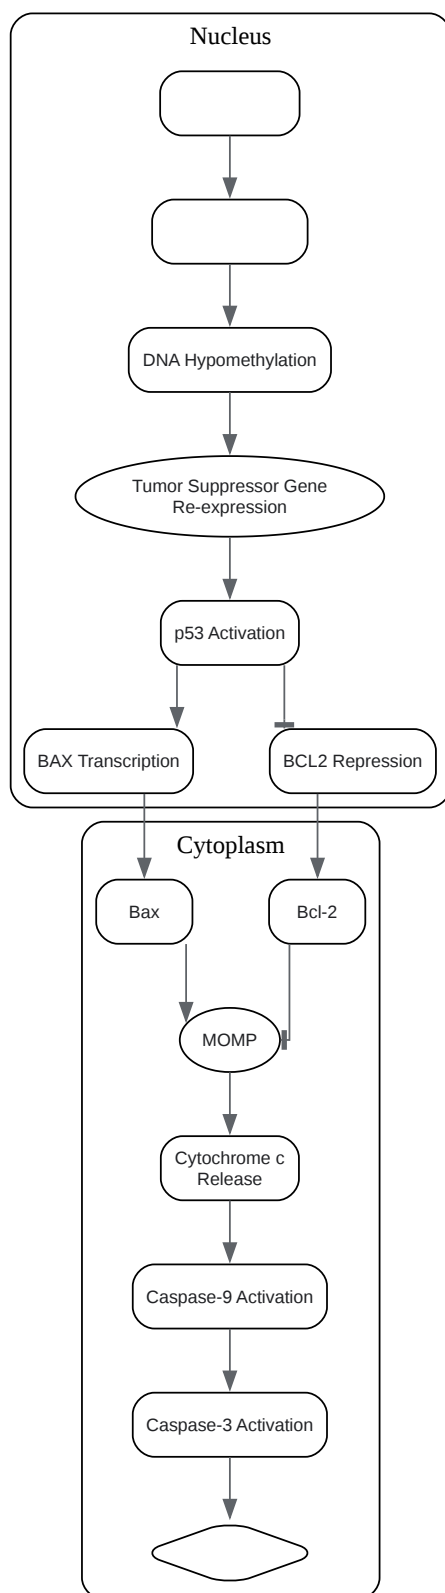 Nucleus
DNA Hypomethylation
Tumor Suppressor Gene
Re-expression
p53 Activation
BAX Transcription
BCL2 Repression
Cytoplasm
Bax
Bcl-2
MOMP
Cytochrome c
Release
Caspase-9 Activation
Caspase-3 Activation